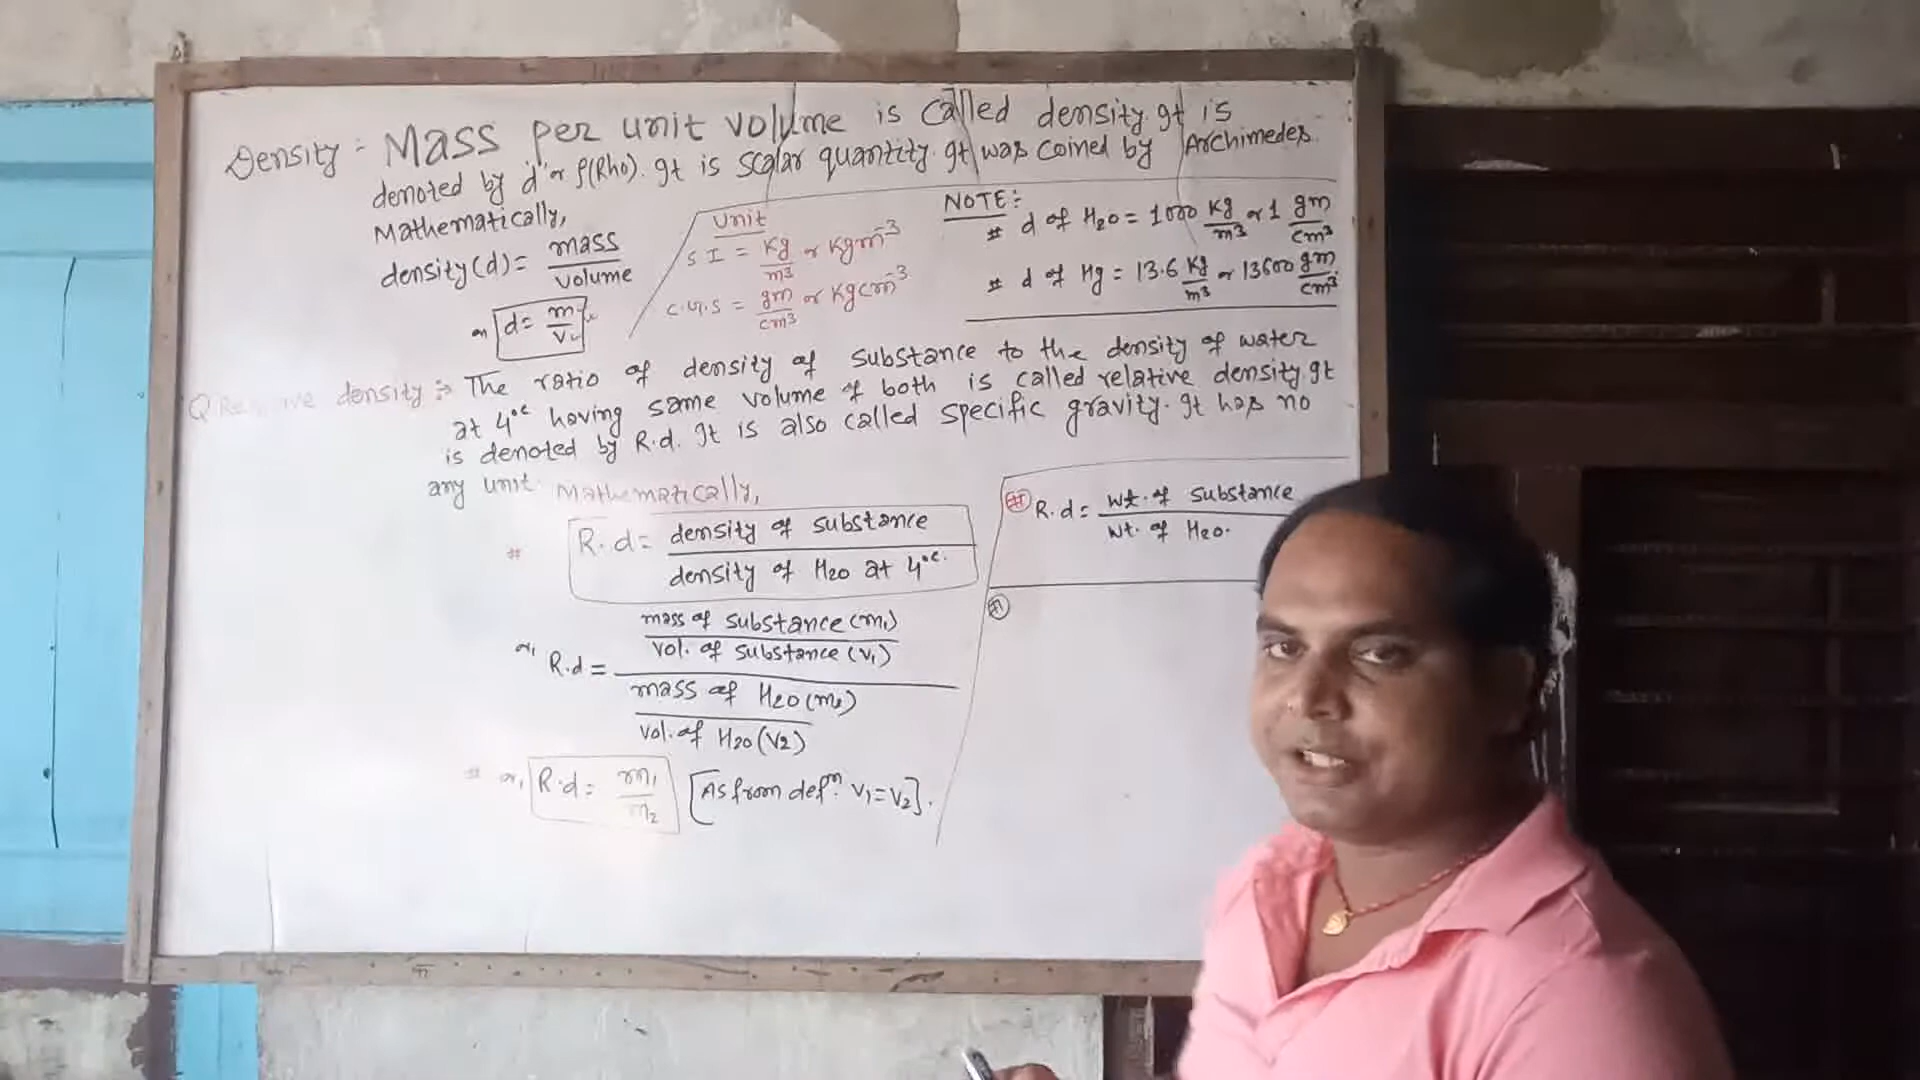 Density :- Mass per unit volume is called density. It is
denoted by 'd' or ρ(Rho). It is scalar quantity. It was coined by Archimedes.
Mathematically,
density(d) = mass / volume
or, d = m/v
Unit
S I = Kg/m³ or Kgm⁻³
C.G.S = gm/cm³ or Kgcm⁻³
NOTE:
# d of H₂O = 1000 Kg/m³ or 1 gm/cm³
# d of Hg = 13.6 Kg/m³ or 13600 gm/cm³
density :- The ratio of density of substance to the density of water
at 4°C having same volume of both is called relative density. It
is denoted by R.d. It is also called specific gravity. It has no
any unit. Mathematically,
# R.d = density of substance / density of H₂O at 4°C.
or, R.d = mass of substance (m₁) / vol. of substance (v₁)
mass of H₂O (m₂) / vol. of H₂O (v₂)
# or, R.d = m₁/m₂ [As from defⁿ. v₁=v₂].
# R.d = wt. of substance / wt. of H₂O.
#